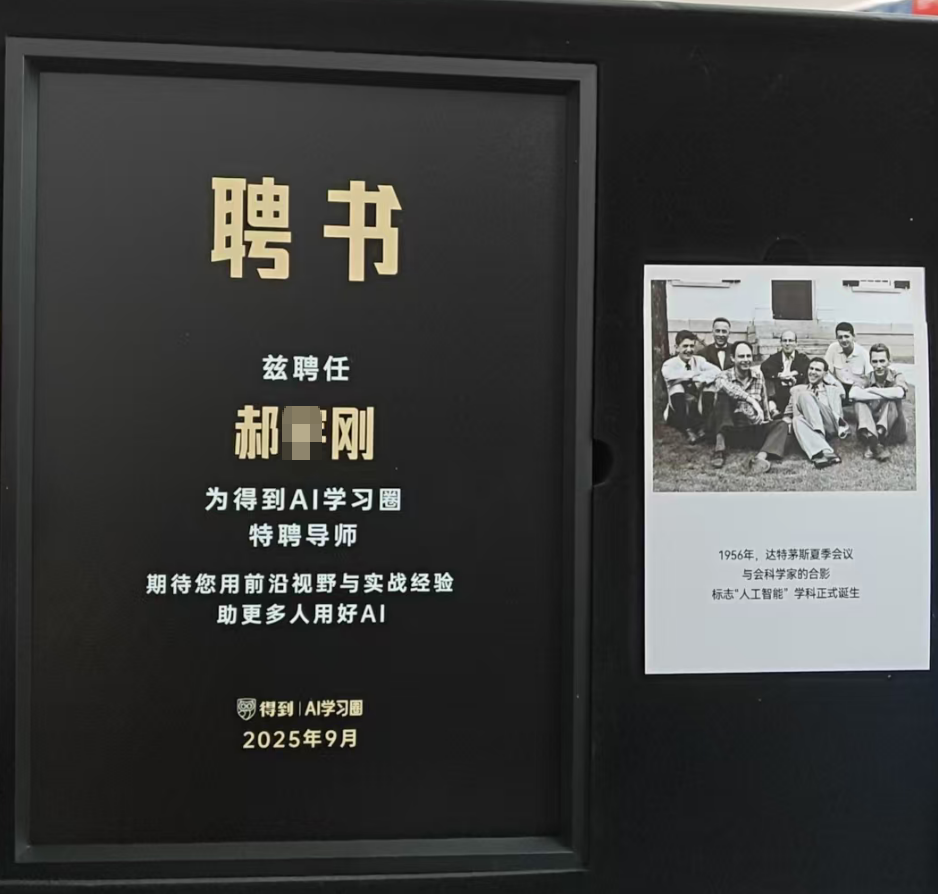 聘书
兹聘任
郝 刚
为得到AI学习圈
特聘导师
期待您用前沿视野与实战经验
助更多人用好AI
得到 | AI学习圈
2025年9月
1956年，达特茅斯夏季会议
与会科学家的合影
标志“人工智能”学科正式诞生